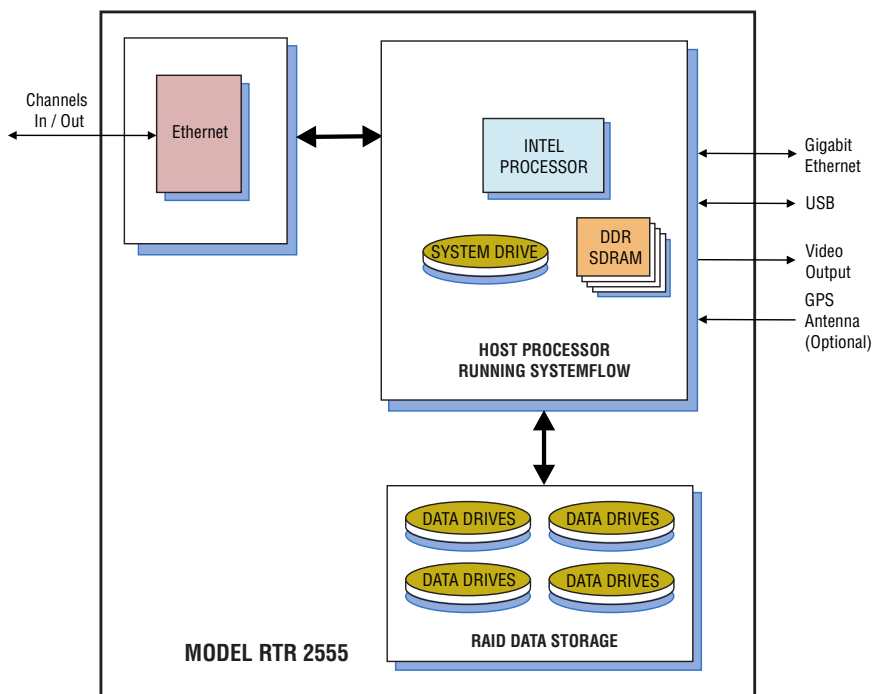 Channels
In / Out
Ethernet
INTEL
PROCESSOR
SYSTEM DRIVE
DDR
SDRAM
HOST PROCESSOR
RUNNING SYSTEMFLOW
Gigabit
Ethernet
USB
Video
Output
GPS
Antenna
(Optional)
DATA DRIVES
DATA DRIVES
DATA DRIVES
DATA DRIVES
RAID DATA STORAGE
MODEL RTR 2555